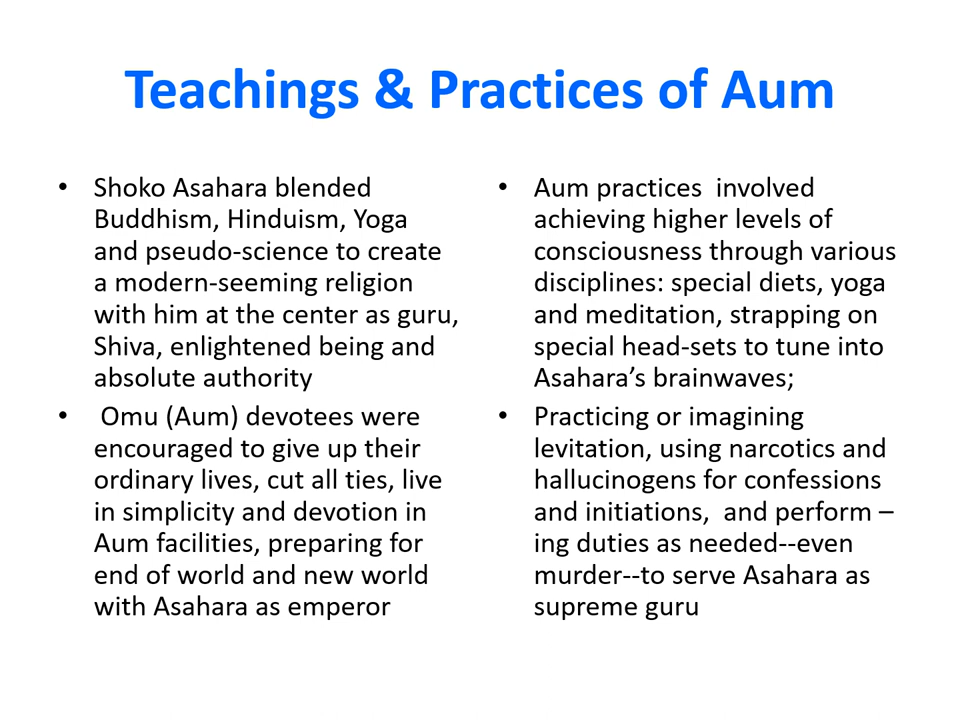 Teachings & Practices of Aum
• Shoko Asahara blended
Buddhism, Hinduism, Yoga
and pseudo-science to create
a modern-seeming religion
with him at the center as guru,
Shiva, enlightened being and
absolute authority
• Omu (Aum) devotees were
encouraged to give up their
ordinary lives, cut all ties, live
in simplicity and devotion in
Aum facilities, preparing for
end of world and new world
with Asahara as emperor
• Aum practices  involved
achieving higher levels of
consciousness through various
disciplines: special diets, yoga
and meditation, strapping on
special head-sets to tune into
Asahara’s brainwaves;
• Practicing or imagining
levitation, using narcotics and
hallucinogens for confessions
and initiations,  and perform –
ing duties as needed--even
murder--to serve Asahara as
supreme guru